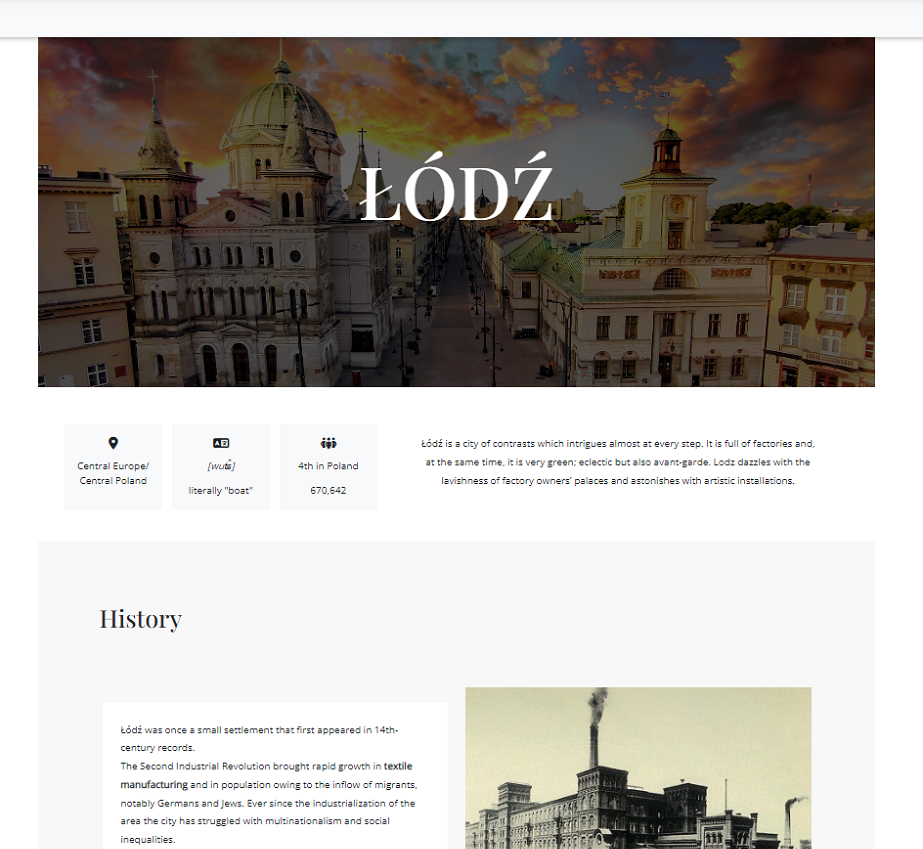 ŁÓDŹ
Central Europe/
Central Poland
[wut͡ɕ]
literally "boat"
4th in Poland
670,642
Łódź is a city of contrasts which intrigues almost at every step. It is full of factories and,
at the same time, it is very green; eclectic but also avant-garde. Lodz dazzles with the
lavishness of factory owners' palaces and astonishes with artistic installations.
History
Łódź was once a small settlement that first appeared in 14th-
century records.
The Second Industrial Revolution brought rapid growth in textile
manufacturing and in population owing to the inflow of migrants,
notably Germans and Jews. Ever since the industrialization of the
area the city has struggled with multinationalism and social
inequalities.